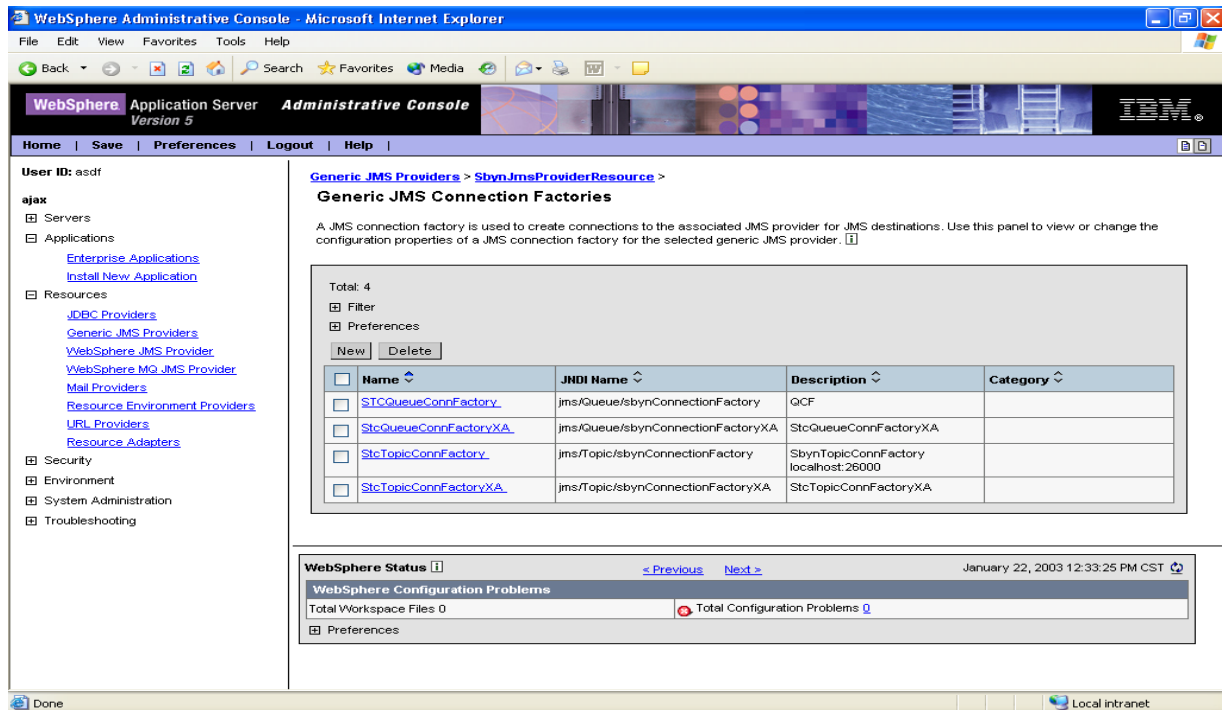 WebSphere Administrative Console - Microsoft Internet Explorer
File Edit View Favorites Tools Help
Back Search Favorites Media
WebSphere. Application Server Administrative Console
Version 5
IBM.
Home | Save | Preferences | Logout | Help |
User ID: asdf
ajax
Servers
Applications
Enterprise Applications
Install New Application
Resources
JDBC Providers
Generic JMS Providers
WebSphere JMS Provider
WebSphere MQ JMS Provider
Mail Providers
Resource Environment Providers
URL Providers
Resource Adapters
Security
Environment
System Administration
Troubleshooting
Generic JMS Providers > SbynJmsProviderResource >
Generic JMS Connection Factories
A JMS connection factory is used to create connections to the associated JMS provider for JMS destinations. Use this panel to view or change the
configuration properties of a JMS connection factory for the selected generic JMS provider. i
Total: 4
Filter
Preferences
New Delete
Name JNDI Name Description Category
STCQueueConnFactory jms/Queue/sbynConnectionFactory QCF
StcQueueConnFactoryXA jms/Queue/sbynConnectionFactoryXA StcQueueConnFactoryXA
StcTopicConnFactory jms/Topic/sbynConnectionFactory SbynTopicConnFactory
localhost:26000
StcTopicConnFactoryXA jms/Topic/sbynConnectionFactoryXA StcTopicConnFactoryXA
WebSphere Status i < Previous Next > January 22, 2003 12:33:25 PM CST
WebSphere Configuration Problems
Total Workspace Files 0 Total Configuration Problems 0
Preferences
Done Local intranet